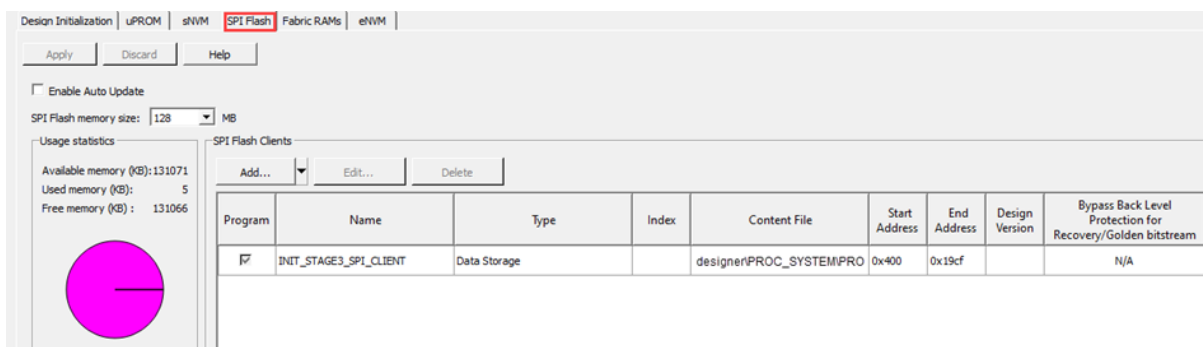 Design Initialization uPROM sNVM SPI Flash Fabric RAMs eNVM
Apply Discard Help
Enable Auto Update
SPI Flash memory size: 128 MB
Usage statistics
Available memory (KB): 131071
Used memory (KB): 5
Free memory (KB) : 131066
SPI Flash Clients
Add... Edit... Delete
Program Name Type Index Content File Start Address End Address Design Version Bypass Back Level Protection for Recovery/Golden bitstream
INIT_STAGE3_SPI_CLIENT Data Storage designer\PROC_SYSTEM\PRO 0x400 0x19cf N/A